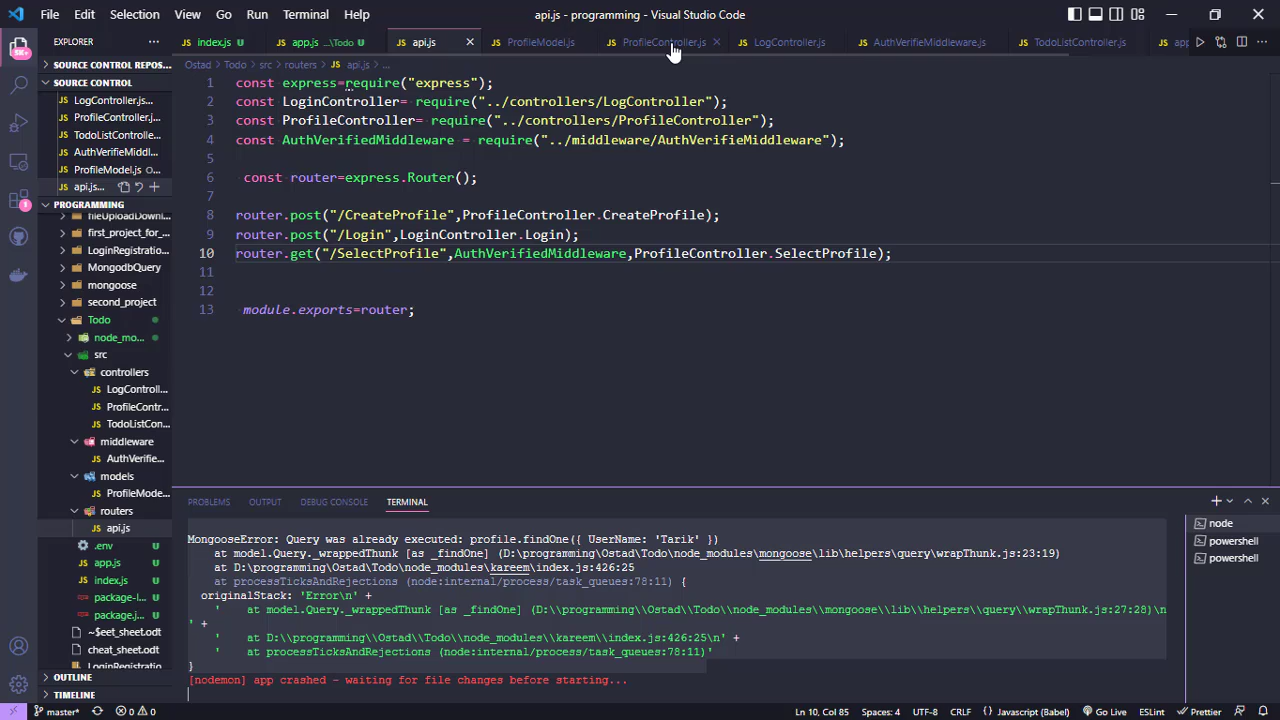 File Edit Selection View Go Run Terminal Help
api.js - programming - Visual Studio Code
EXPLORER
index.js U
app.js ...\Todo U
api.js
ProfileModel.js
ProfileController.js
LogController.js
AuthVerifieMiddleware.js
TodoListController.js
5K+
SOURCE CONTROL REPOS...
SOURCE CONTROL
LogController.js...
ProfileController.j...
TodoListControlle...
AuthVerifieMiddl...
ProfileModel.js ro...
api.js...
PROGRAMMING
fileUploadDown...
first_project_for_...
LoginRegistratio...
MongodbQuery
mongoose
second_project
Todo
node_mo...
src
controllers
LogControll...
ProfileContr...
TodoListCon...
middleware
AuthVerifie...
models
ProfileMode...
routers
api.js
.env U
app.js U
index.js U
package-l... U
package.j... U
~$eet_sheet.odt
cheat_sheet.odt
LoginRegistratio...
OUTLINE
TIMELINE
1
Ostad > Todo > src > routers > JS api.js > ...
1 const express=require("express");
2 const LoginController= require("../controllers/LogController");
3 const ProfileController= require("../controllers/ProfileController");
4 const AuthVerifiedMiddleware = require("../middleware/AuthVerifieMiddleware");
5
6 const router=express.Router();
7
8 router.post("/CreateProfile",ProfileController.CreateProfile);
9 router.post("/Login",LoginController.Login);
10 router.get("/SelectProfile",AuthVerifiedMiddleware,ProfileController.SelectProfile);
11
12
13 module.exports=router;
PROBLEMS OUTPUT DEBUG CONSOLE TERMINAL
MongooseError: Query was already executed: profile.findOne({ UserName: 'Tarik' })
at model.Query._wrappedThunk [as _findOne] (D:\programming\Ostad\Todo\node_modules\mongoose\lib\helpers\query\wrapThunk.js:23:19)
at D:\programming\Ostad\Todo\node_modules\kareem\index.js:426:25
at processTicksAndRejections (node:internal/process/task_queues:78:11) {
originalStack: 'Error\n' +
' at model.Query._wrappedThunk [as _findOne] (D:\\programming\\Ostad\\Todo\\node_modules\\mongoose\\lib\\helpers\\query\\wrapThunk.js:27:28)\n
' +
' at D:\\programming\\Ostad\\Todo\\node_modules\\kareem\\index.js:426:25\n' +
' at processTicksAndRejections (node:internal/process/task_queues:78:11)'
}
[nodemon] app crashed - waiting for file changes before starting...
node
powershell
powershell
master* 0 0
Ln 10, Col 85 Spaces: 4 UTF-8 CRLF Javascript (Babel) Go Live ESLint Prettier